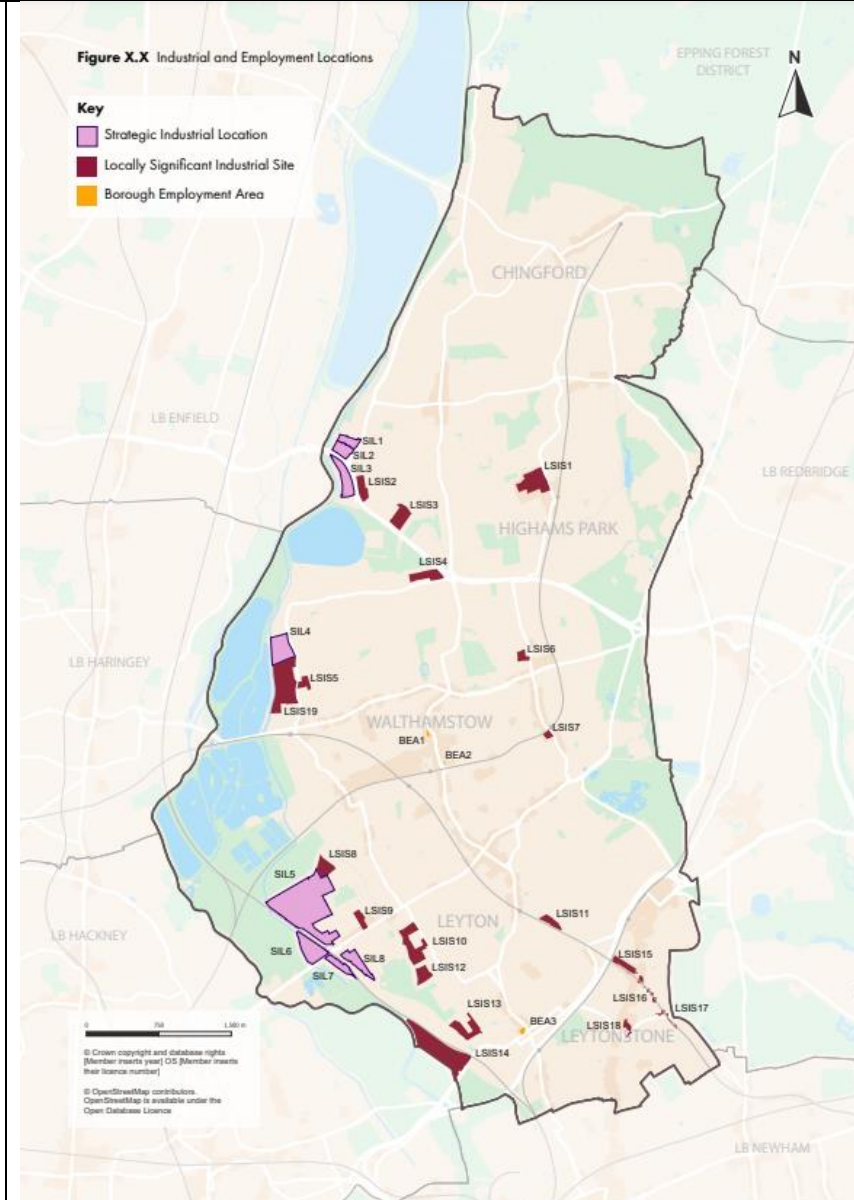 Figure X.X Industrial and Employment Locations
EPPING FOREST
DISTRICT
N
Key
Strategic Industrial Location
Locally Significant Industrial Site
Borough Employment Area
CHINGFORD
LB ENFIELD
SIL1
SIL2
SIL3
LSIS2
LSIS1
LB REDBRIDGE
LSIS3
HIGHAMS PARK
LSIS4
SIL4
LSIS6
LB HARINGEY
LSIS5
LSIS19
WALTHAMSTOW
LSIS7
BEA1
BEA2
LSIS8
SIL5
LSIS9
LEYTON
LSIS11
LB HACKNEY
LSIS10
SIL6
SIL8
LSIS12
SIL7
LSIS15
LSIS16
LSIS13
LSIS17
BEA3
LSIS18
LEYTONSTONE
LSIS14
0
750
© Crown copyright and database rights
[Member inserts year] OS [Member inserts
their licence number]
© OpenStreetMap contributors.
OpenStreetMap is available under the
Open Database Licence
LB NEWHAM